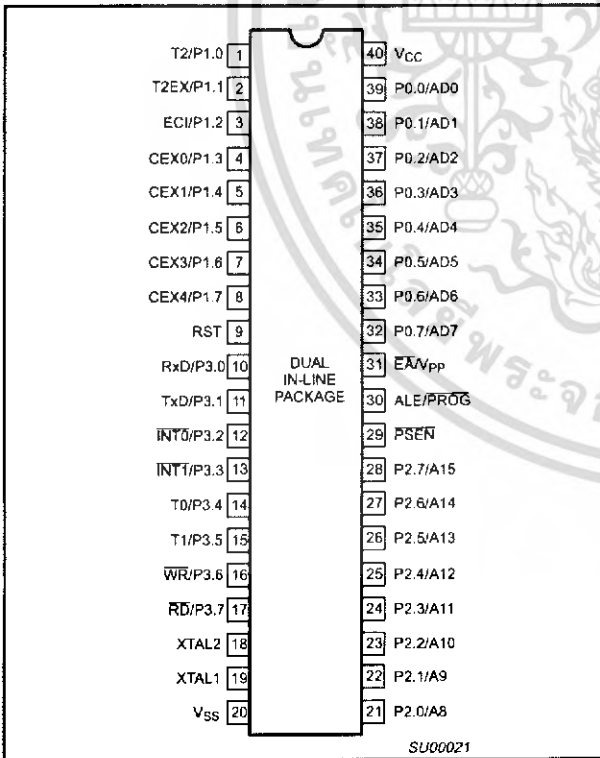 T2/P1.0 1
40 VCC
T2EX/P1.1 2
39 P0.0/AD0
ECI/P1.2 3
38 P0.1/AD1
CEX0/P1.3 4
37 P0.2/AD2
CEX1/P1.4 5
36 P0.3/AD3
CEX2/P1.5 6
35 P0.4/AD4
CEX3/P1.6 7
34 P0.5/AD5
CEX4/P1.7 8
33 P0.6/AD6
RST 9
32 P0.7/AD7
RxD/P3.0 10
DUAL
IN-LINE
PACKAGE
31 E̅A̅/VPP
TxD/P3.1 11
30 ALE/P̅R̅O̅G̅
I̅N̅T̅0̅/P3.2 12
29 P̅S̅E̅N̅
I̅N̅T̅1̅/P3.3 13
28 P2.7/A15
T0/P3.4 14
27 P2.6/A14
T1/P3.5 15
26 P2.5/A13
W̅R̅/P3.6 16
25 P2.4/A12
R̅D̅/P3.7 17
24 P2.3/A11
XTAL2 18
23 P2.2/A10
XTAL1 19
22 P2.1/A9
VSS 20
21 P2.0/A8
SU00021